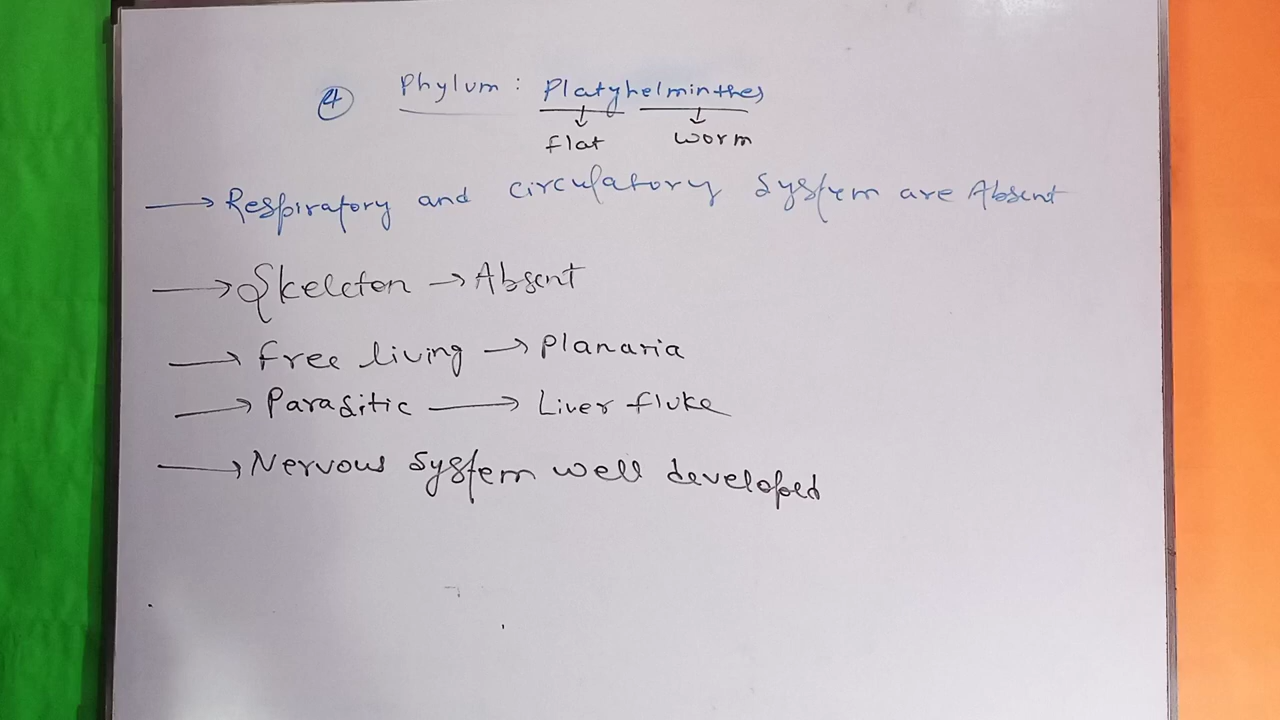 4 Phylum : Platyhelminthes
flat worm
→ Respiratory and circulatory system are Absent
→ Skeleton → Absent
→ free living → Planaria
→ Parasitic → Liver fluke
→ Nervous system well developed